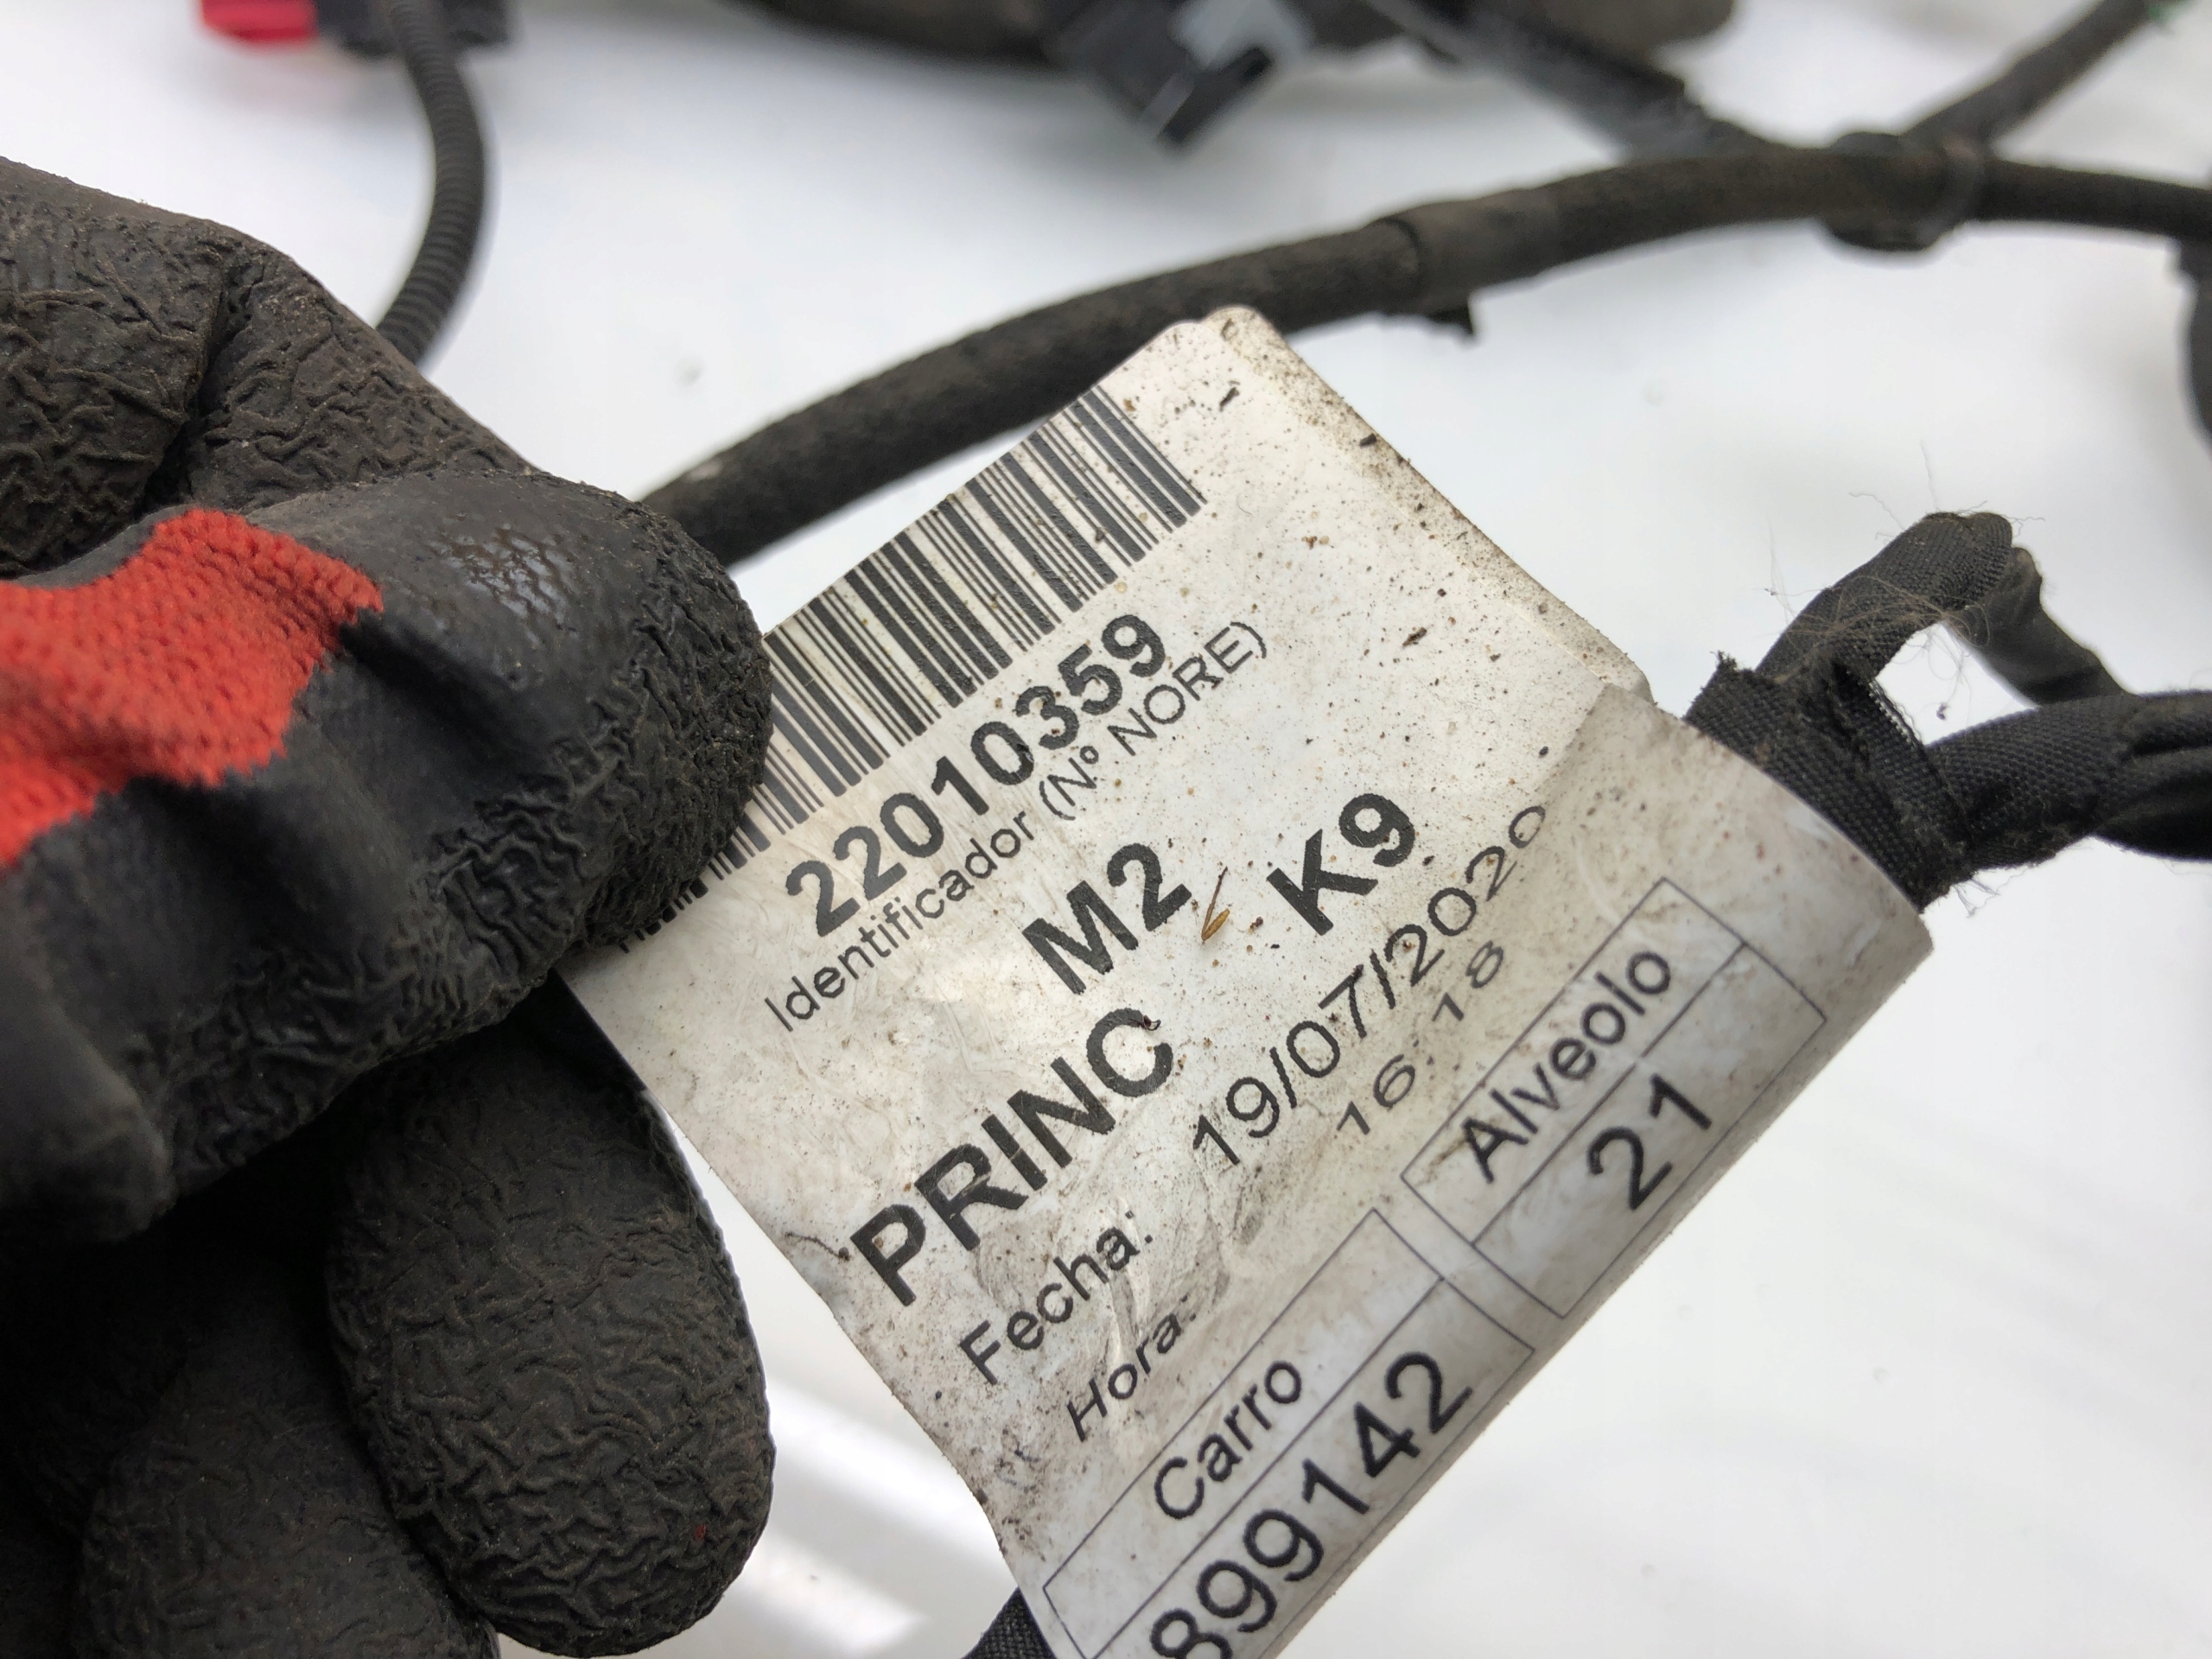 22010359
Identificador (Nº NORE)
M2 K9
PRINC
Fecha: 19/07/2020
Hora: 16:18
Carro Alveolo
899142 21